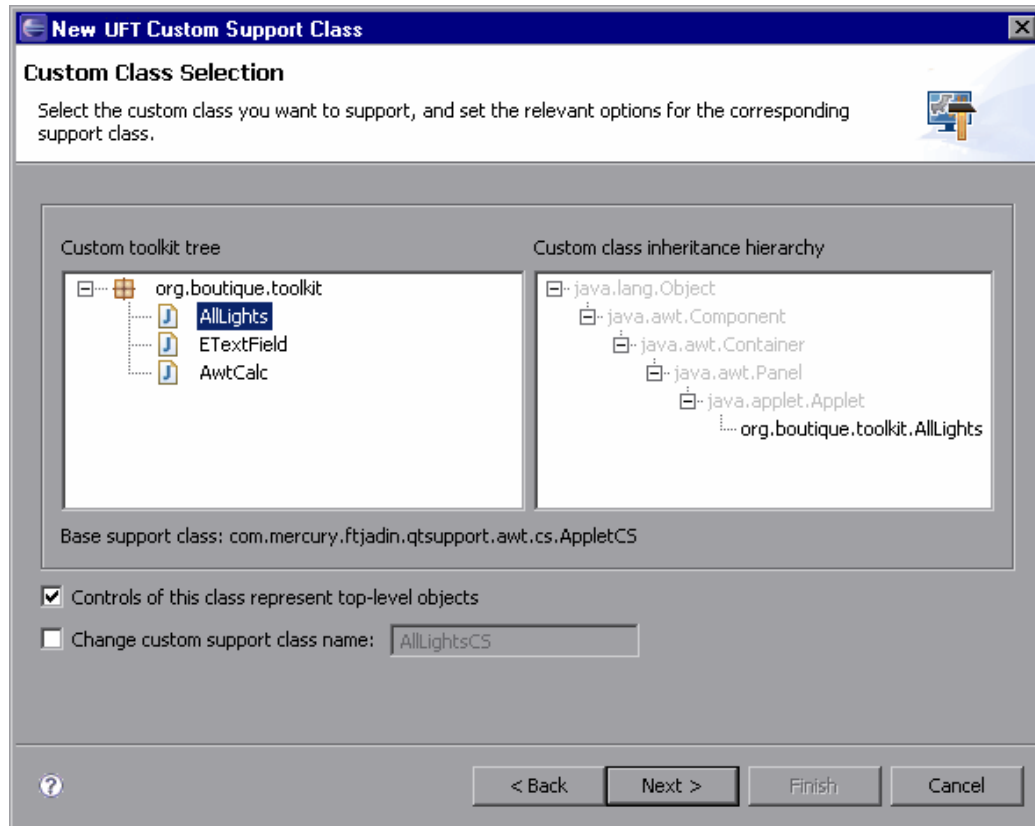 New UFT Custom Support Class
Custom Class Selection
Select the custom class you want to support, and set the relevant options for the corresponding
support class.
Custom toolkit tree
Custom class inheritance hierarchy
org.boutique.toolkit
AllLights
ETextField
AwtCalc
java.lang.Object
java.awt.Component
java.awt.Container
java.awt.Panel
java.applet.Applet
org.boutique.toolkit.AllLights
Base support class: com.mercury.ftjadin.qtsupport.awt.cs.AppletCS
Controls of this class represent top-level objects
Change custom support class name: AllLightsCS
< Back Next > Finish Cancel